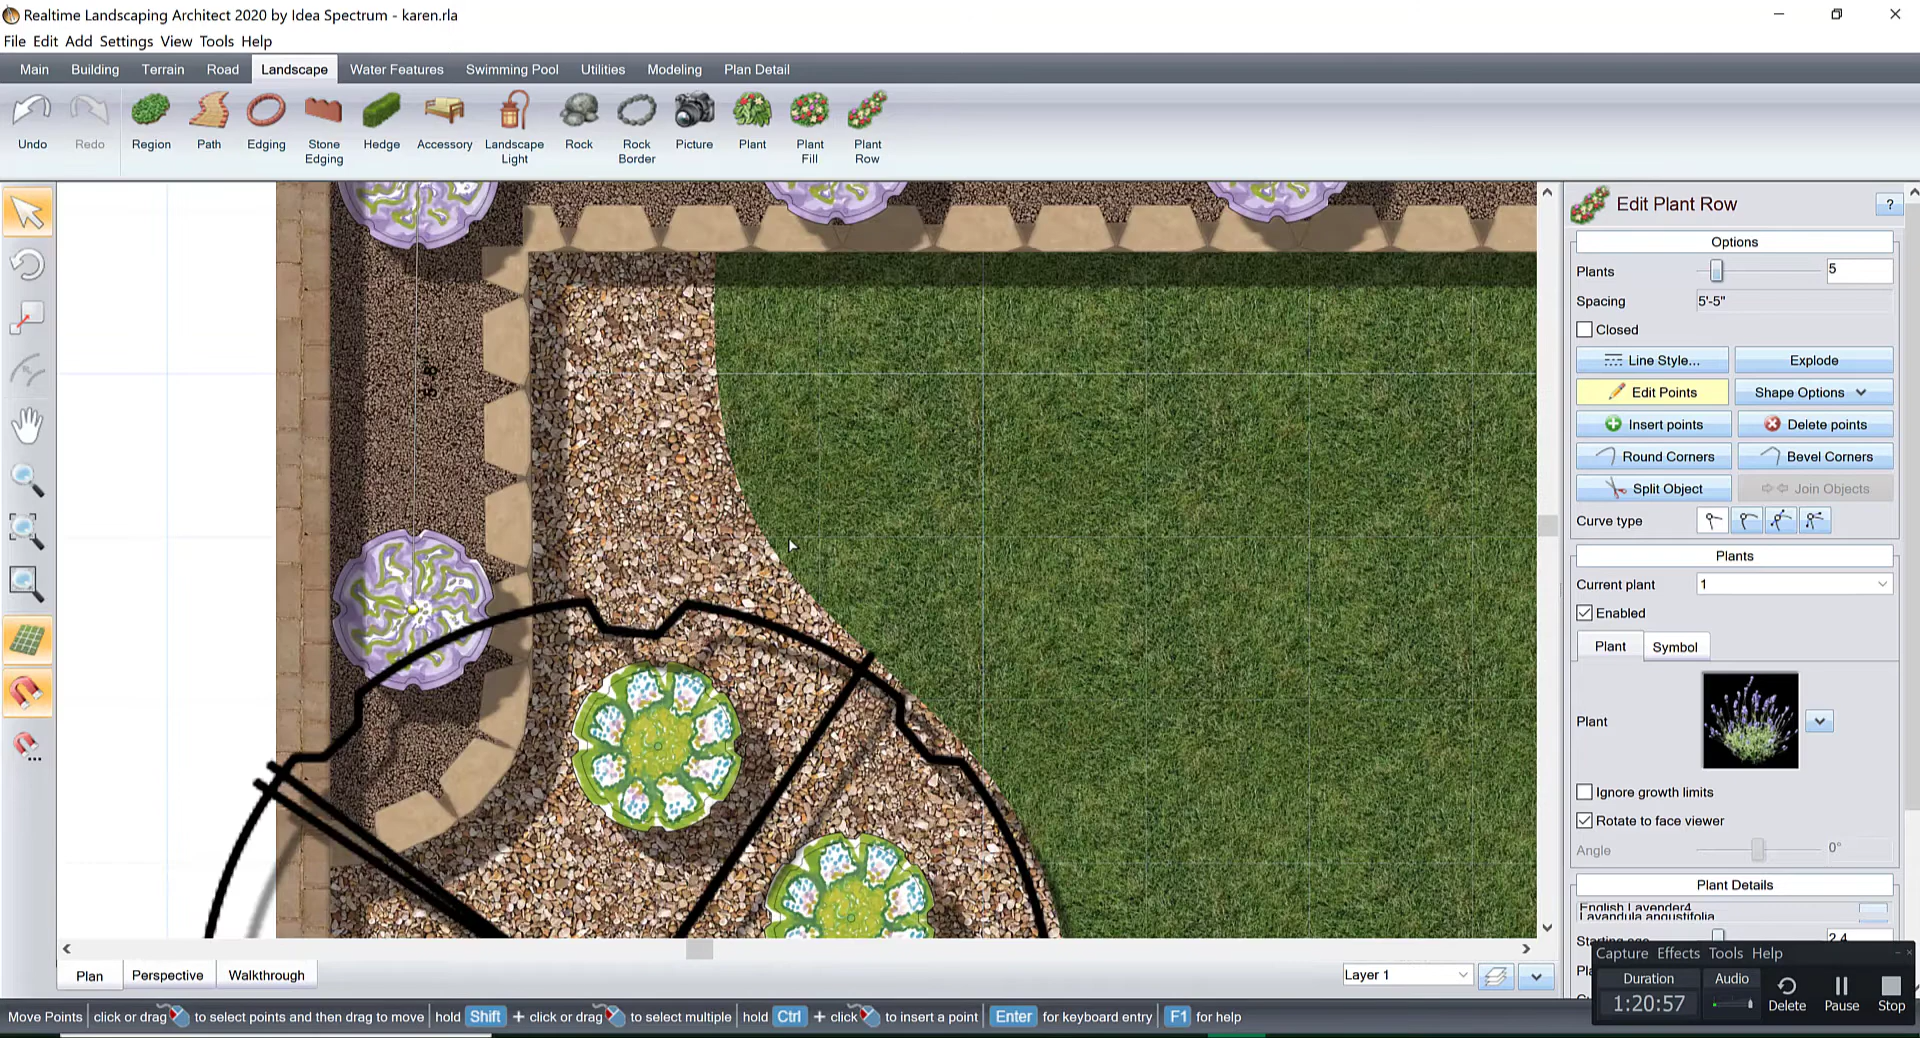 Realtime Landscaping Architect 2020 by Idea Spectrum - karen.rla
File Edit Add Settings View Tools Help
Main Building Terrain Road Landscape Water Features Swimming Pool Utilities Modeling Plan Detail
Undo Redo Region Path Edging Stone Edging Hedge Accessory Landscape Light Rock Rock Border Picture Plant Plant Fill Plant Row
Edit Plant Row ?
Options
Plants 5
Spacing 5'-5"
Closed
Line Style... Explode
Edit Points Shape Options
Insert points Delete points
Round Corners Bevel Corners
Split Object Join Objects
Curve type
Plants
Current plant 1
Enabled
Plant Symbol
Plant
Ignore growth limits
Rotate to face viewer
Angle 0°
Plant Details
English Lavender4
Lavandula angustifolia
2.4
Capture Effects Tools Help
Duration Audio
1:20:57 Delete Pause Stop
Plan Perspective Walkthrough Layer 1
Move Points click or drag to select points and then drag to move hold Shift + click or drag to select multiple hold Ctrl + click to insert a point Enter for keyboard entry F1 for help